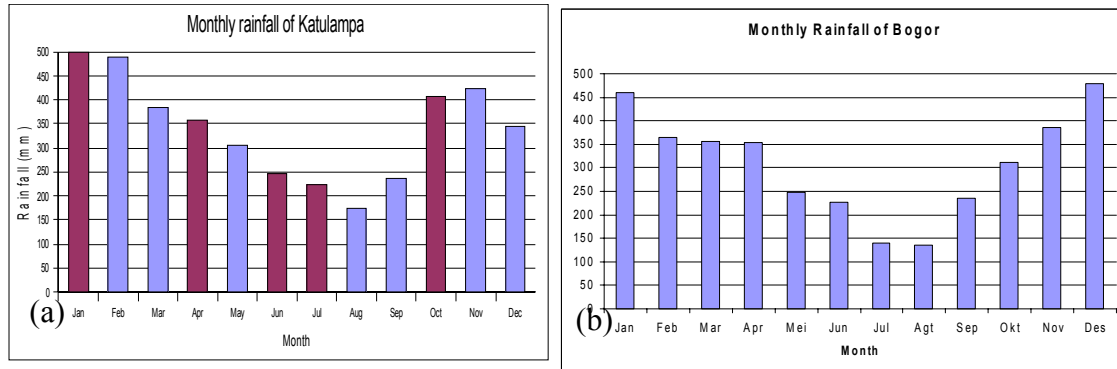 Monthly rainfall of Katulampa
Rainfall (mm)
500
450
400
350
300
250
200
150
100
50
0
Jan Feb Mar Apr May Jun Jul Aug Sep Oct Nov Dec
Month
(a)
Monthly Rainfall of Bogor
500
450
400
350
300
250
200
150
100
50
0
Jan Feb Mar Apr Mei Jun Jul Agt Sep Okt Nov Des
Month
(b)